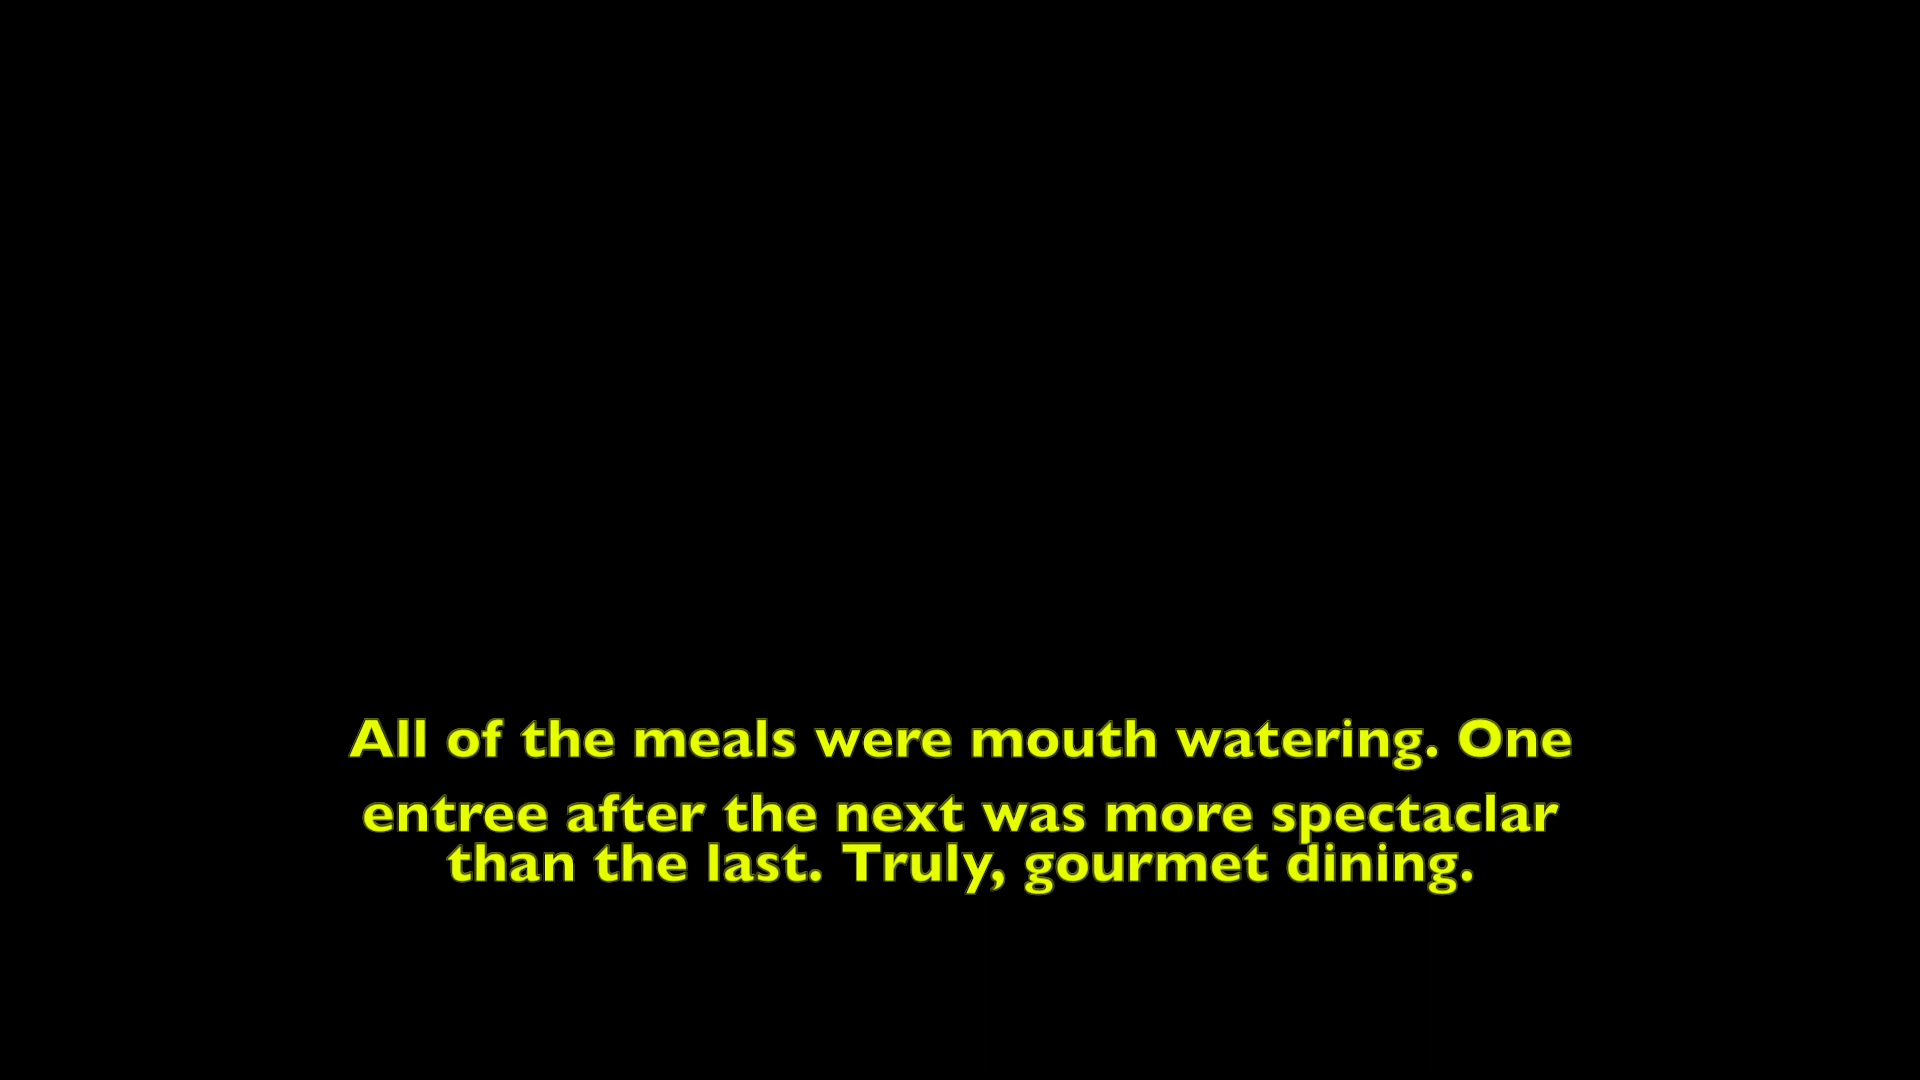 All of the meals were mouth watering. One
entree after the next was more spectaclar
than the last. Truly, gourmet dining.